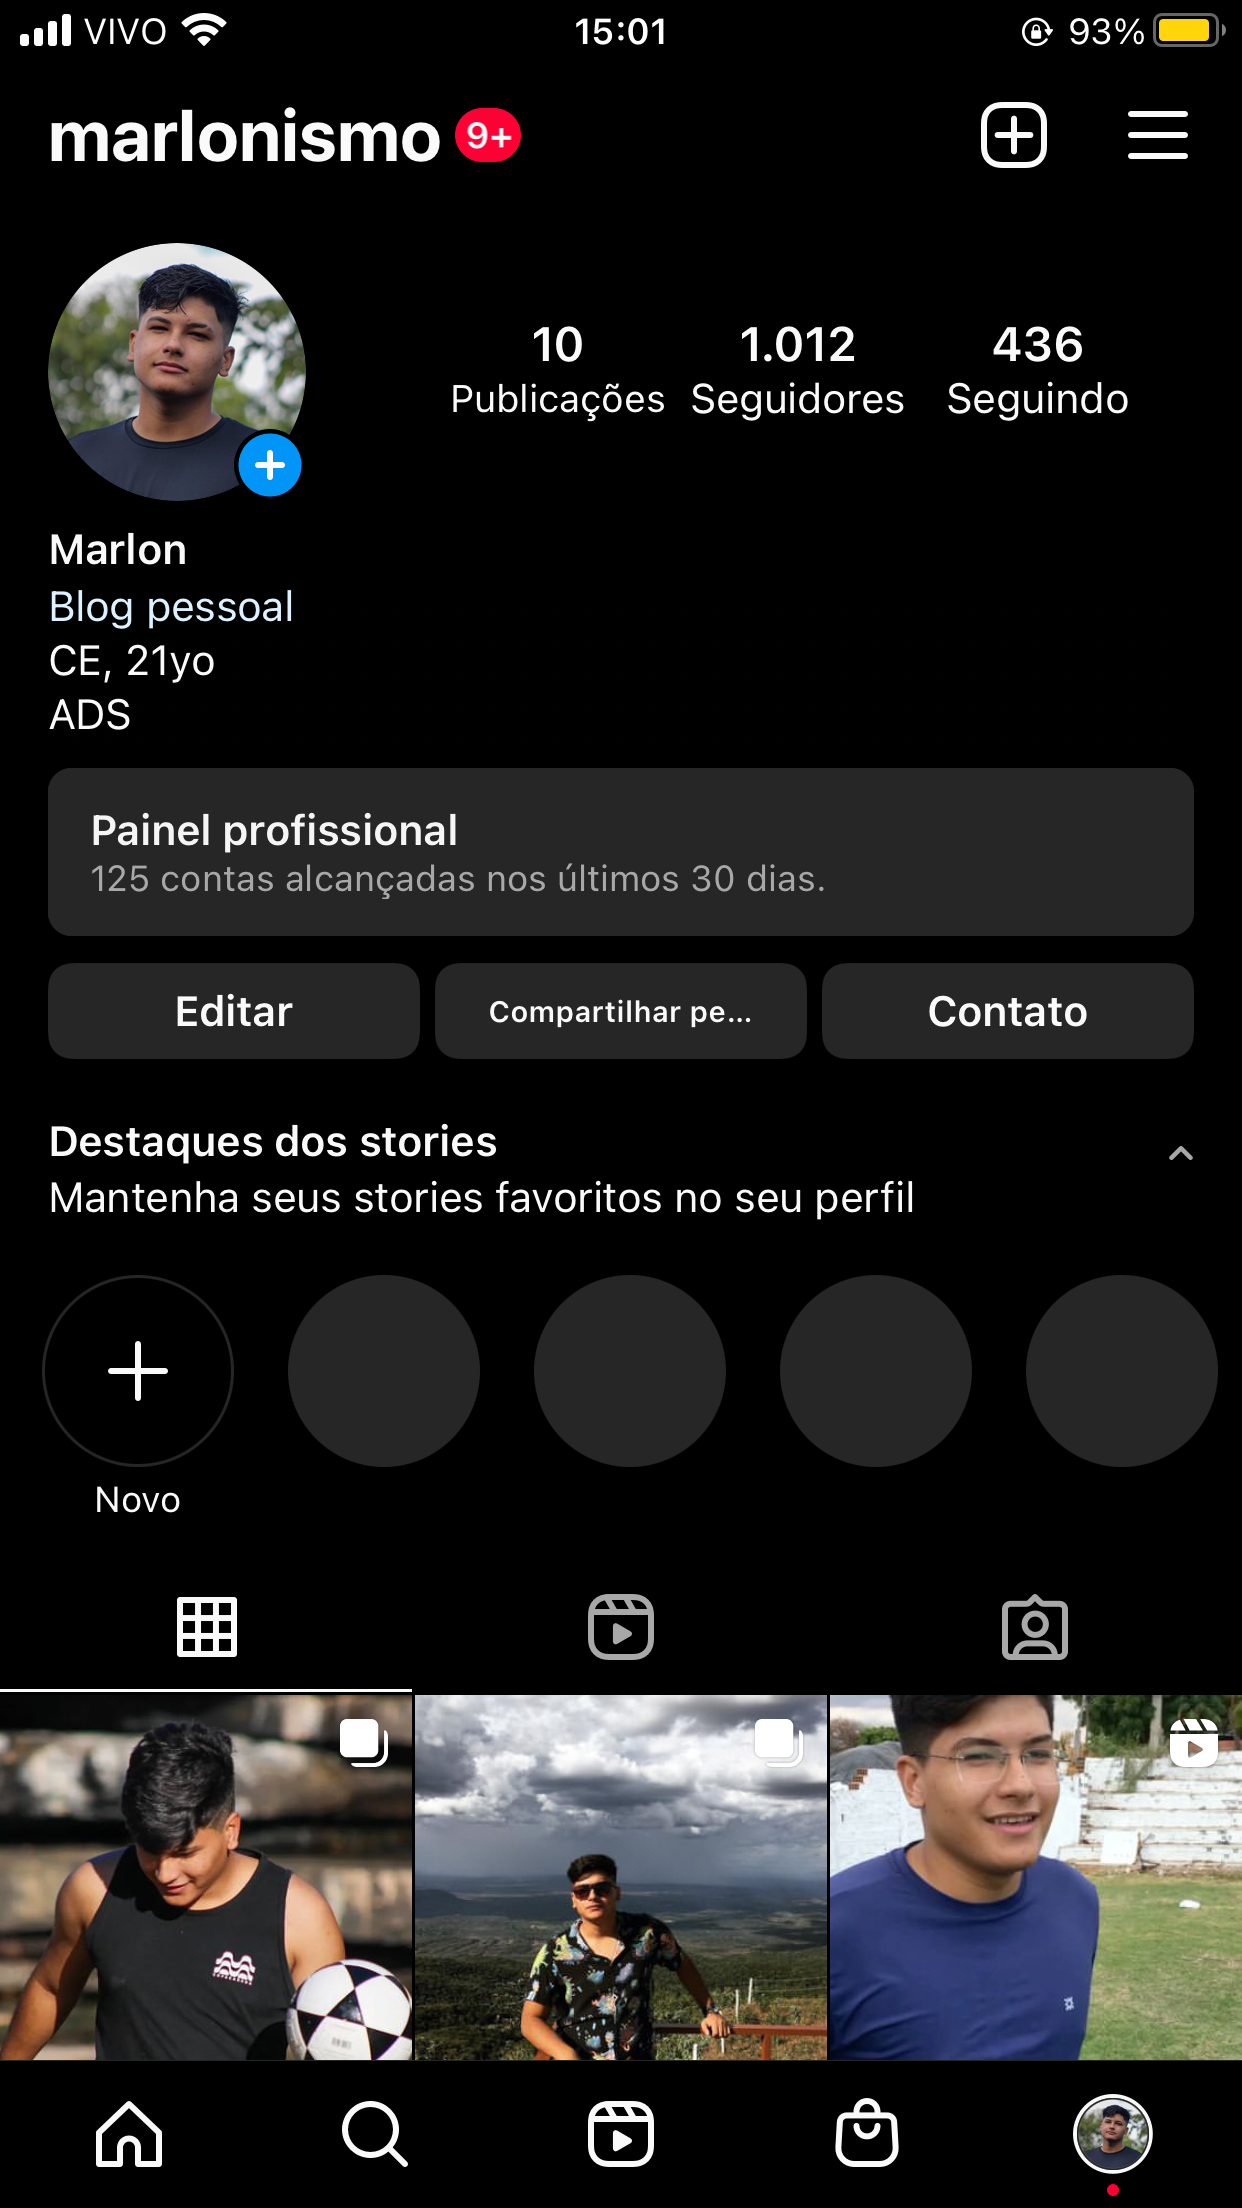 VIVO 15:01 93%
marlonismo 9+
10 1.012 436
Publicações Seguidores Seguindo
Marlon
Blog pessoal
CE, 21yo
ADS
Painel profissional
125 contas alcançadas nos últimos 30 dias.
Editar Compartilhar pe... Contato
Destaques dos stories
Mantenha seus stories favoritos no seu perfil
Novo